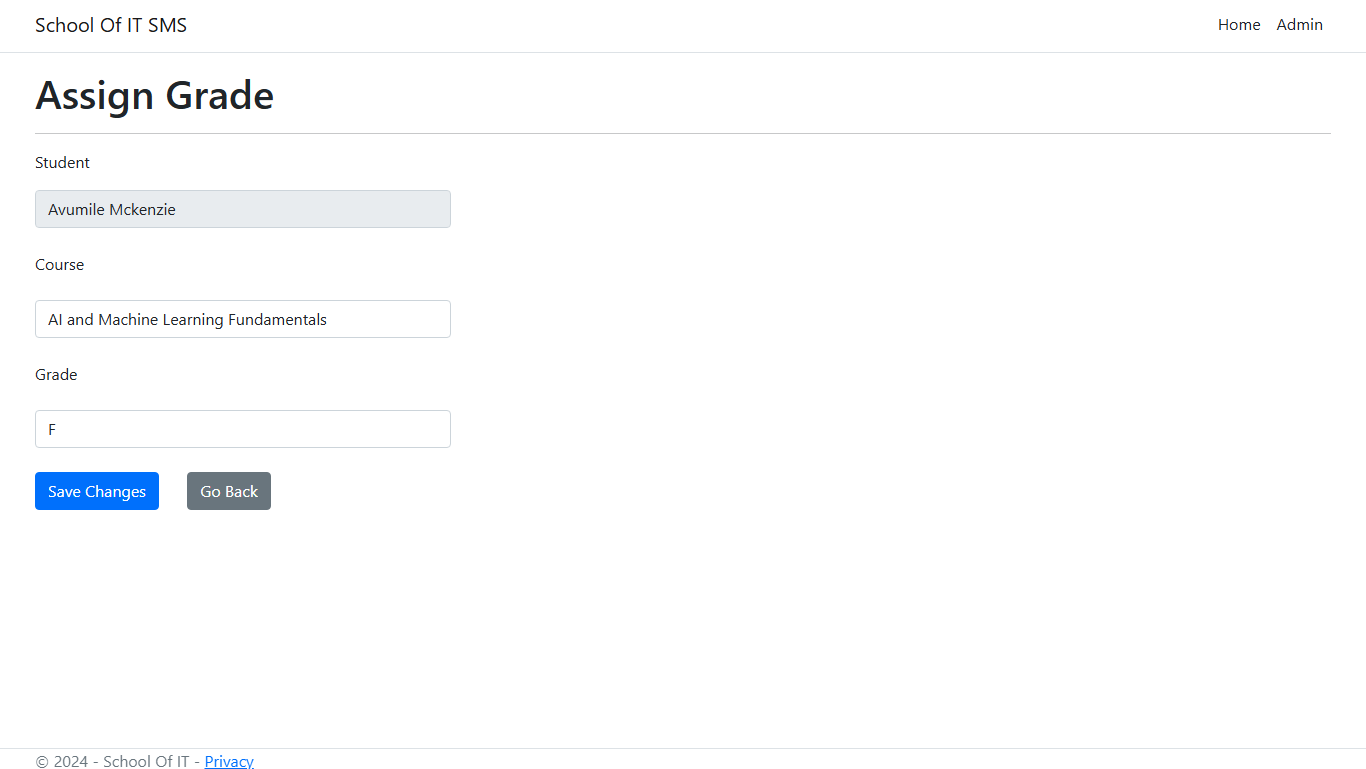 School Of IT SMS
Home Admin
Assign Grade
Student
Avumile Mckenzie
Course
AI and Machine Learning Fundamentals
Grade
F
Save Changes Go Back
© 2024 - School Of IT - Privacy